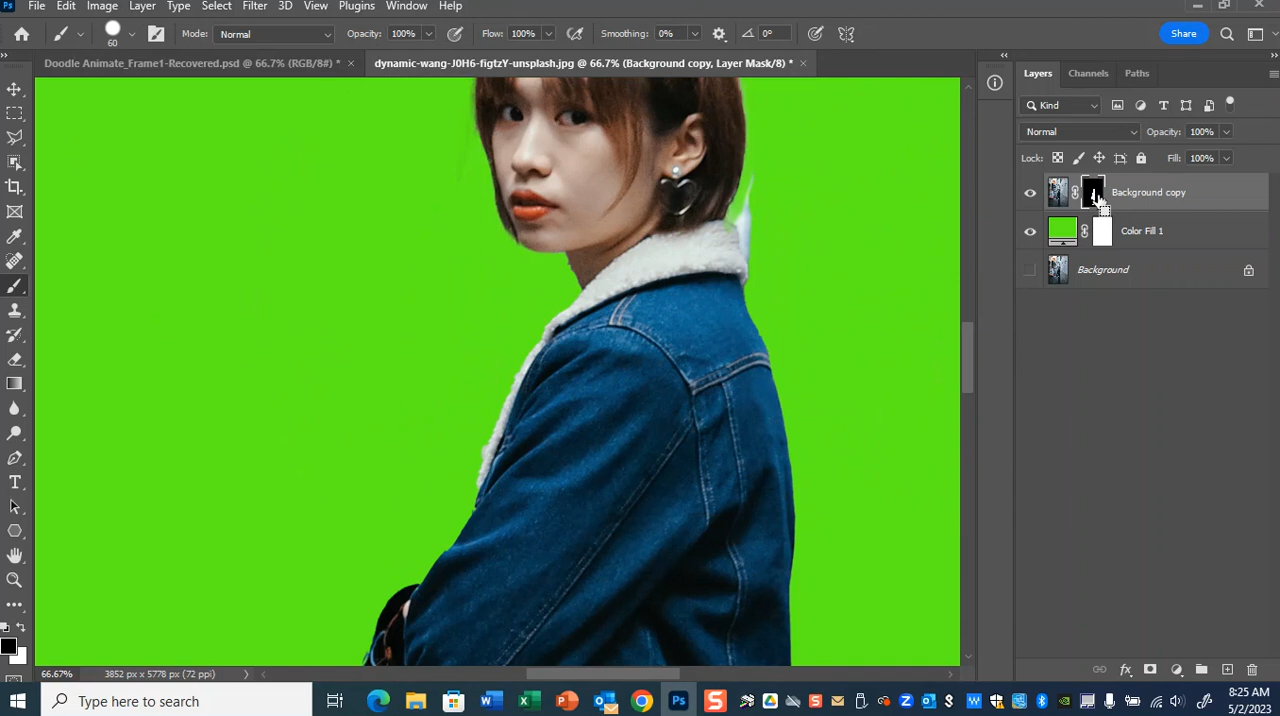 Ps File Edit Image Layer Type Select Filter 3D View Plugins Window Help
60 Mode: Normal Opacity: 100% Flow: 100% Smoothing: 0% 0° Share
Doodle Animate_Frame1-Recovered.psd @ 66.7% (RGB/8#) * × dynamic-wang-J0H6-figtzY-unsplash.jpg @ 66.7% (Background copy, Layer Mask/8) * ×
Layers Channels Paths
Kind
Normal Opacity: 100%
Lock: Fill: 100%
Background copy
Color Fill 1
Background
66.67% 3852 px x 5778 px (72 ppi)
Type here to search
8:25 AM
5/2/2023